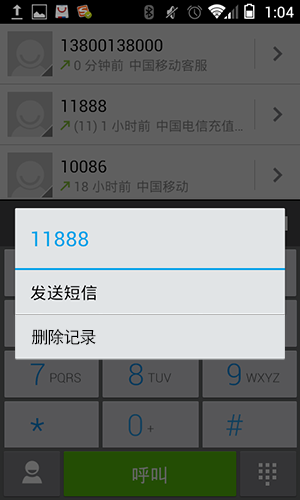 1:04
13800138000
0 分钟前 中国移动客服
11888
(11) 1 小时前 中国电信充值...
10086
18 小时前 中国移动
11888
发送短信
删除记录
7 PQRS 8 TUV 9 WXYZ
* 0 + #
呼叫